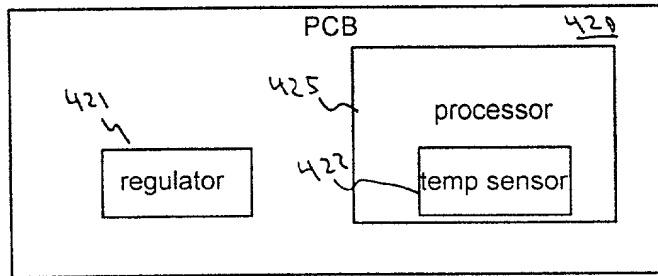 PCB
420
421
425
processor
regulator
422
temp sensor